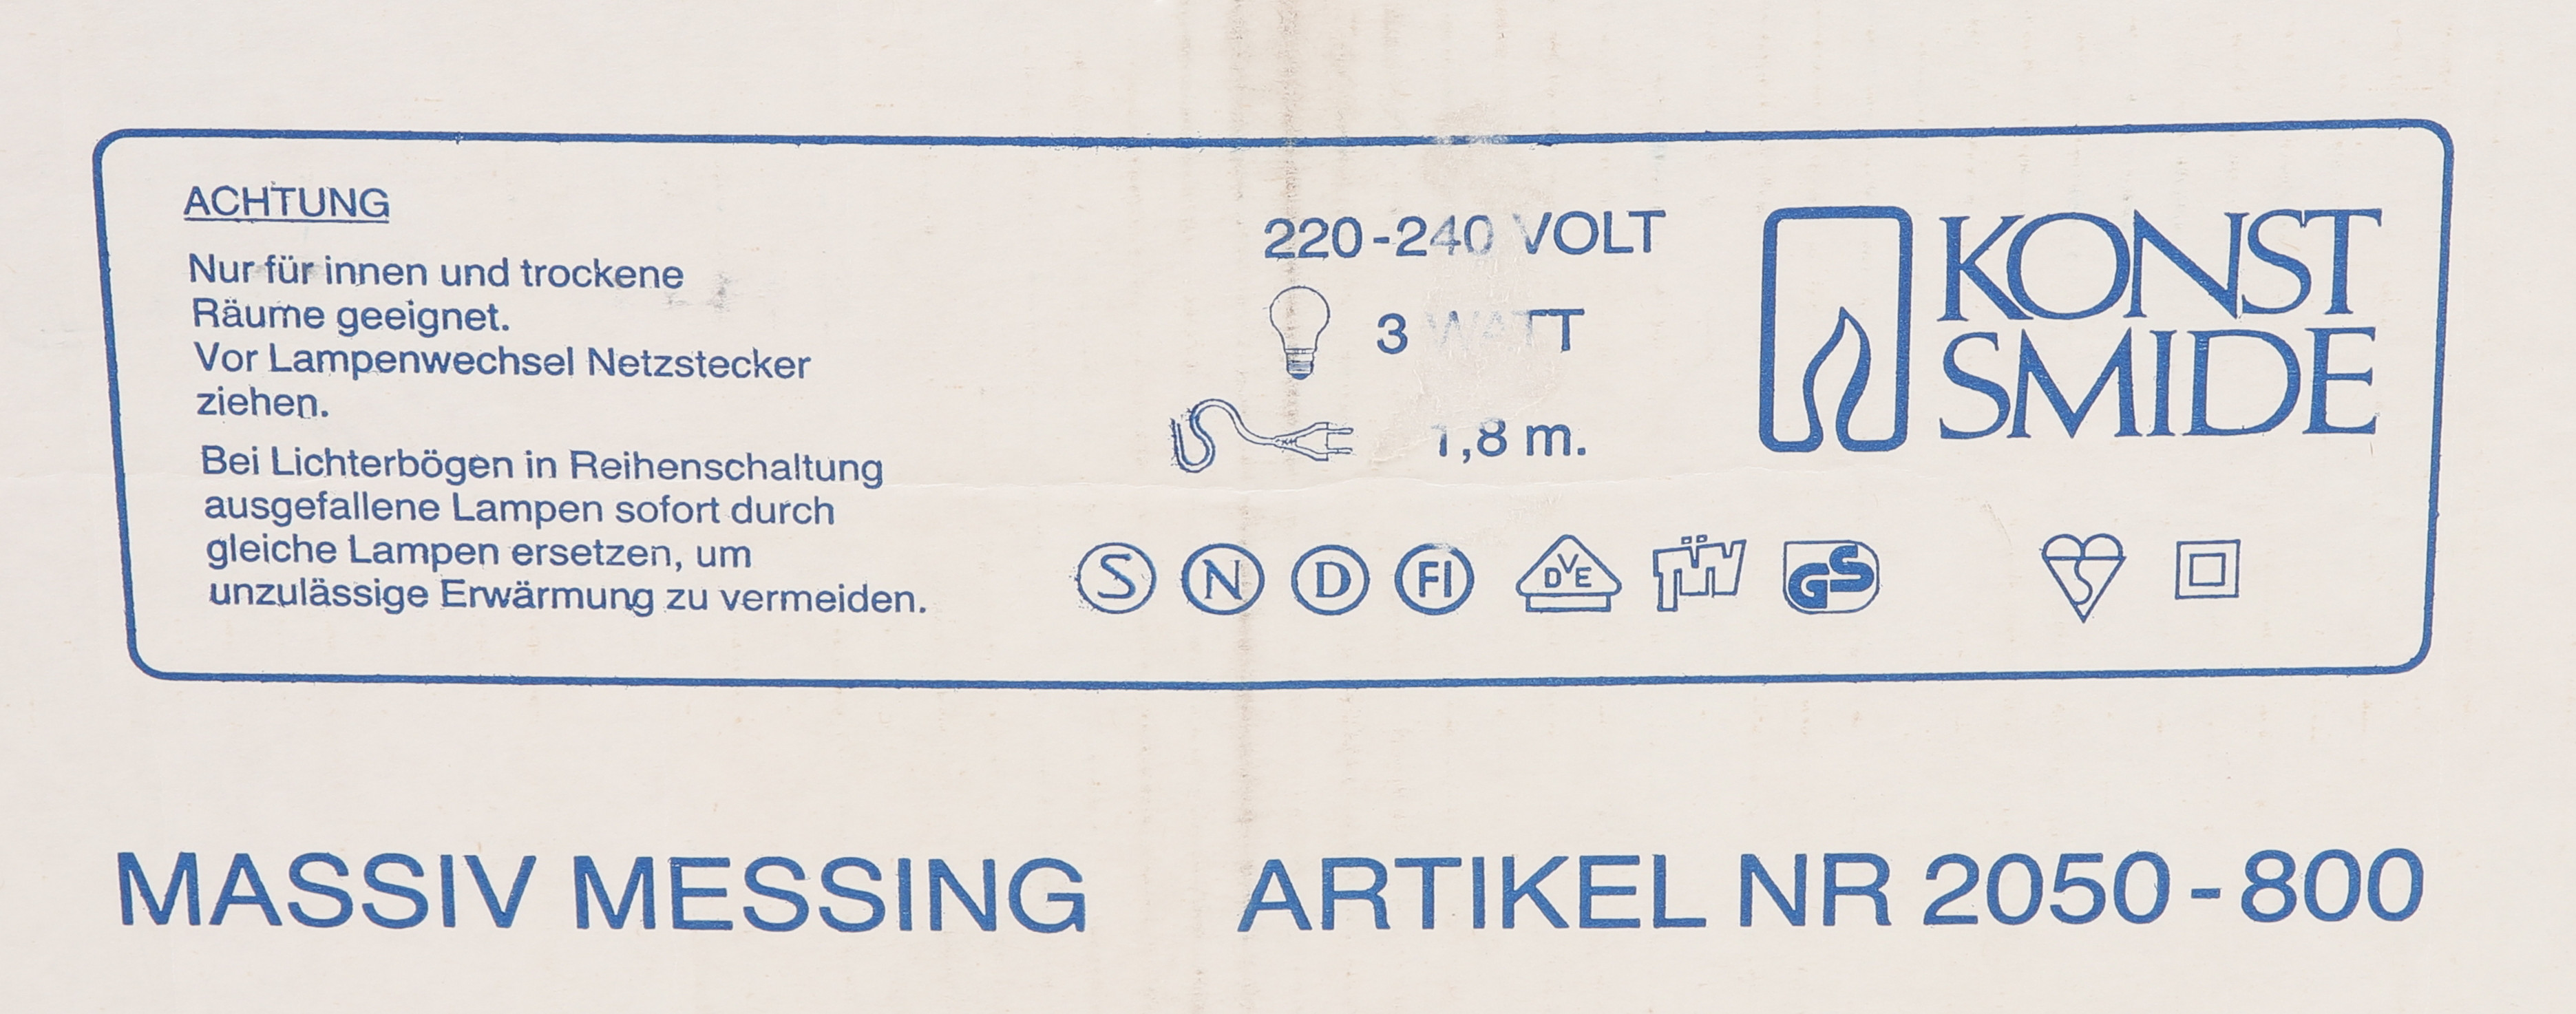 ACHTUNG
Nur für innen und trockene
Räume geeignet.
Vor Lampenwechsel Netzstecker
ziehen.
Bei Lichterbögen in Reihenschaltung
ausgefallene Lampen sofort durch
gleiche Lampen ersetzen, um
unzulässige Erwärmung zu vermeiden.
220-240 VOLT
3 WATT
1,8 m.
KONST
SMIDE
S N D FI DVE TÜV GS
MASSIV MESSING ARTIKEL NR 2050-800